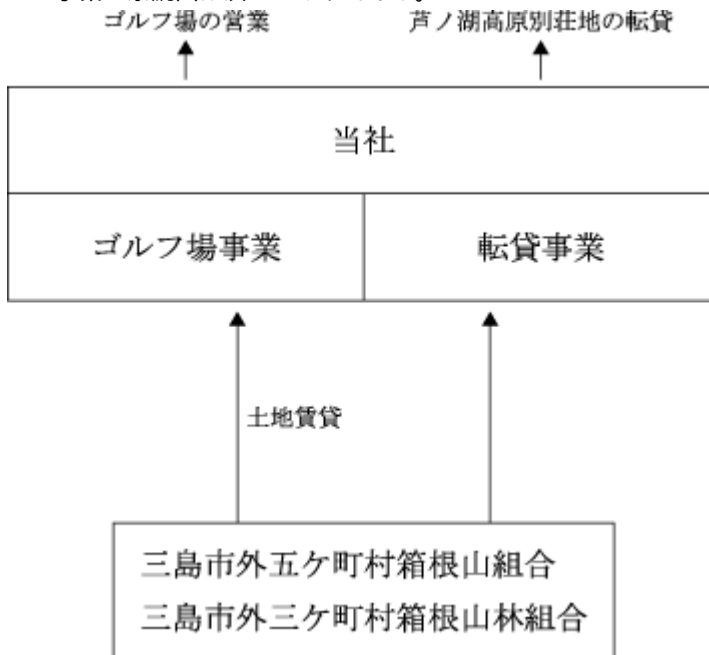 ゴルフ場の営業
芦ノ湖高原別荘地の転貸
当社
ゴルフ場事業
転貸事業
土地賃貸
三島市外五ケ町村箱根山組合
三島市外三ケ町村箱根山林組合